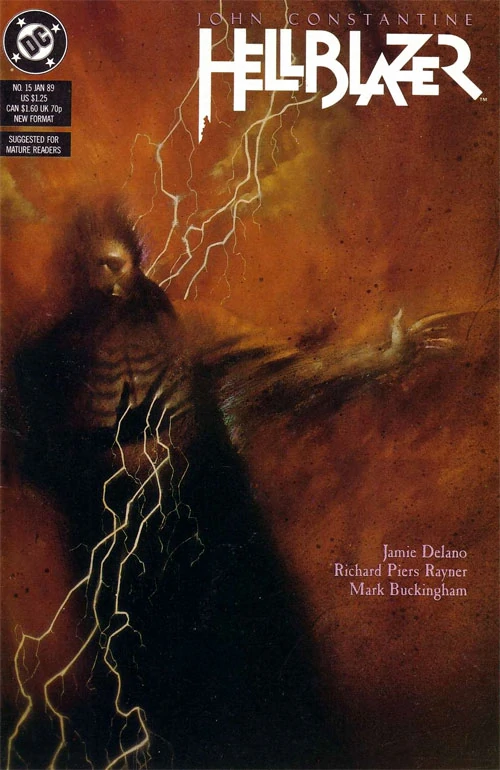 DC
JOHN CONSTANTINE
HELLBLAZER
TM
NO. 15 JAN 89
US $1.25
CAN $1.60 UK 70p
NEW FORMAT
SUGGESTED FOR
MATURE READERS
Jamie Delano
Richard Piers Rayner
Mark Buckingham